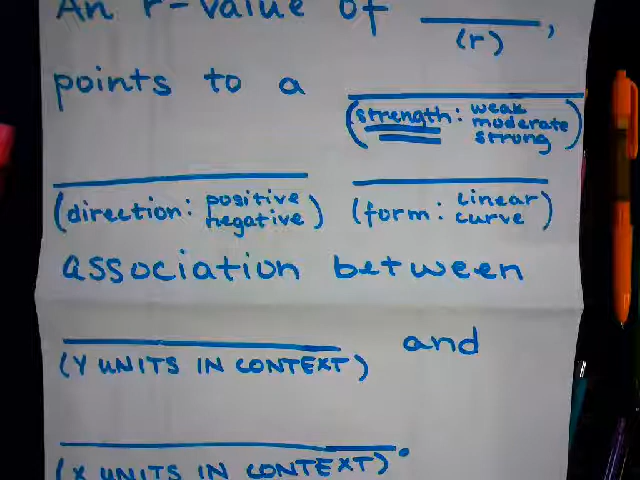 An r-value of ______,
(r)
points to a ______
(strength: weak
moderate
strong)
______ ______
(direction: positive
negative) (form: linear
curve)
association between
______ and
(Y UNITS IN CONTEXT)
______.
(X UNITS IN CONTEXT)